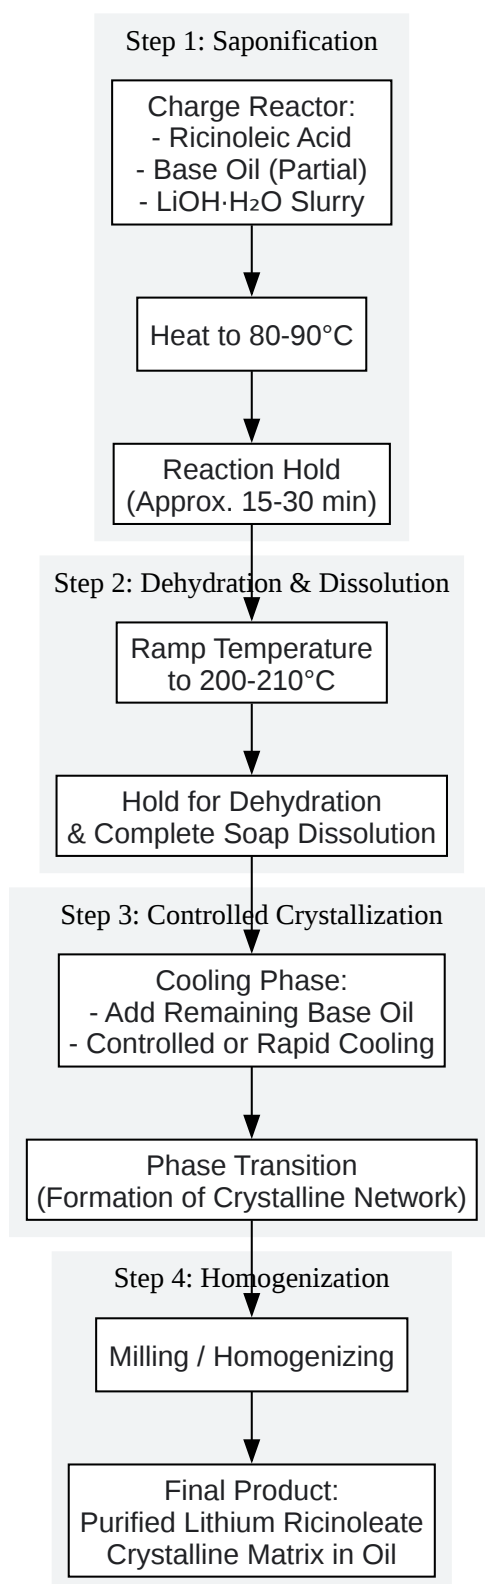 Step 1: Saponification
Charge Reactor:
- Ricinoleic Acid
- Base Oil (Partial)
- LiOH·H₂O Slurry
Heat to 80-90°C
Reaction Hold
(Approx. 15-30 min)
Step 2: Dehydration & Dissolution
Ramp Temperature
to 200-210°C
Hold for Dehydration
& Complete Soap Dissolution
Step 3: Controlled Crystallization
Cooling Phase:
- Add Remaining Base Oil
- Controlled or Rapid Cooling
Phase Transition
(Formation of Crystalline Network)
Step 4: Homogenization
Milling / Homogenizing
Final Product:
Purified Lithium Ricinoleate
Crystalline Matrix in Oil